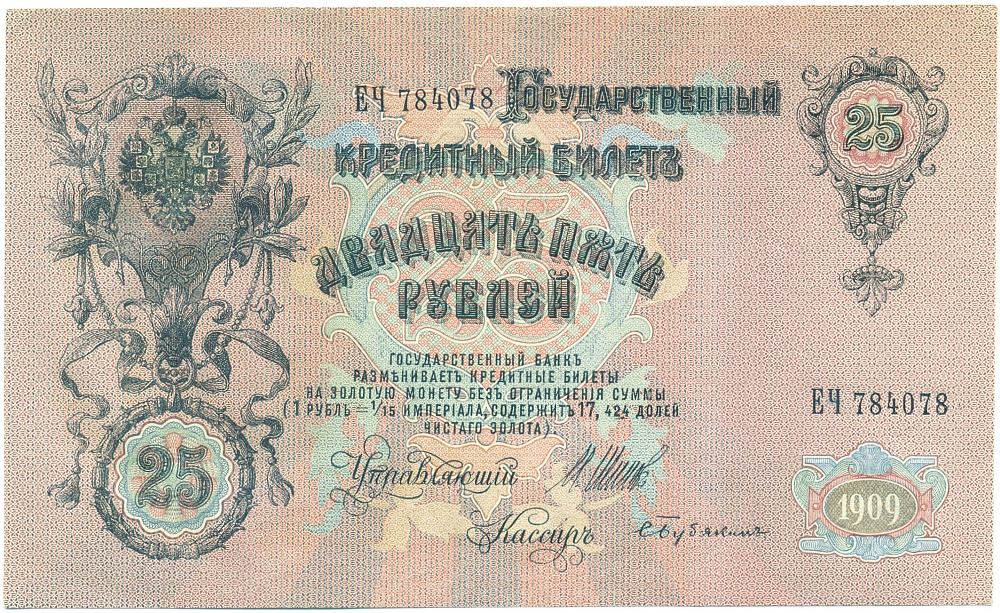 ЕЧ 784078 Государственный
25
кредитный билетъ
двадцать пять
рублей
Государственный Банкъ
размѣниваетъ кредитные билеты
на золотую монету безъ ограниченія суммы
(1 рубль = 1/15 имперіала, содержитъ 17,424 долей
чистаго золота).
ЕЧ 784078
Управляющій
25
1909
Кассиръ
СБубякинъ